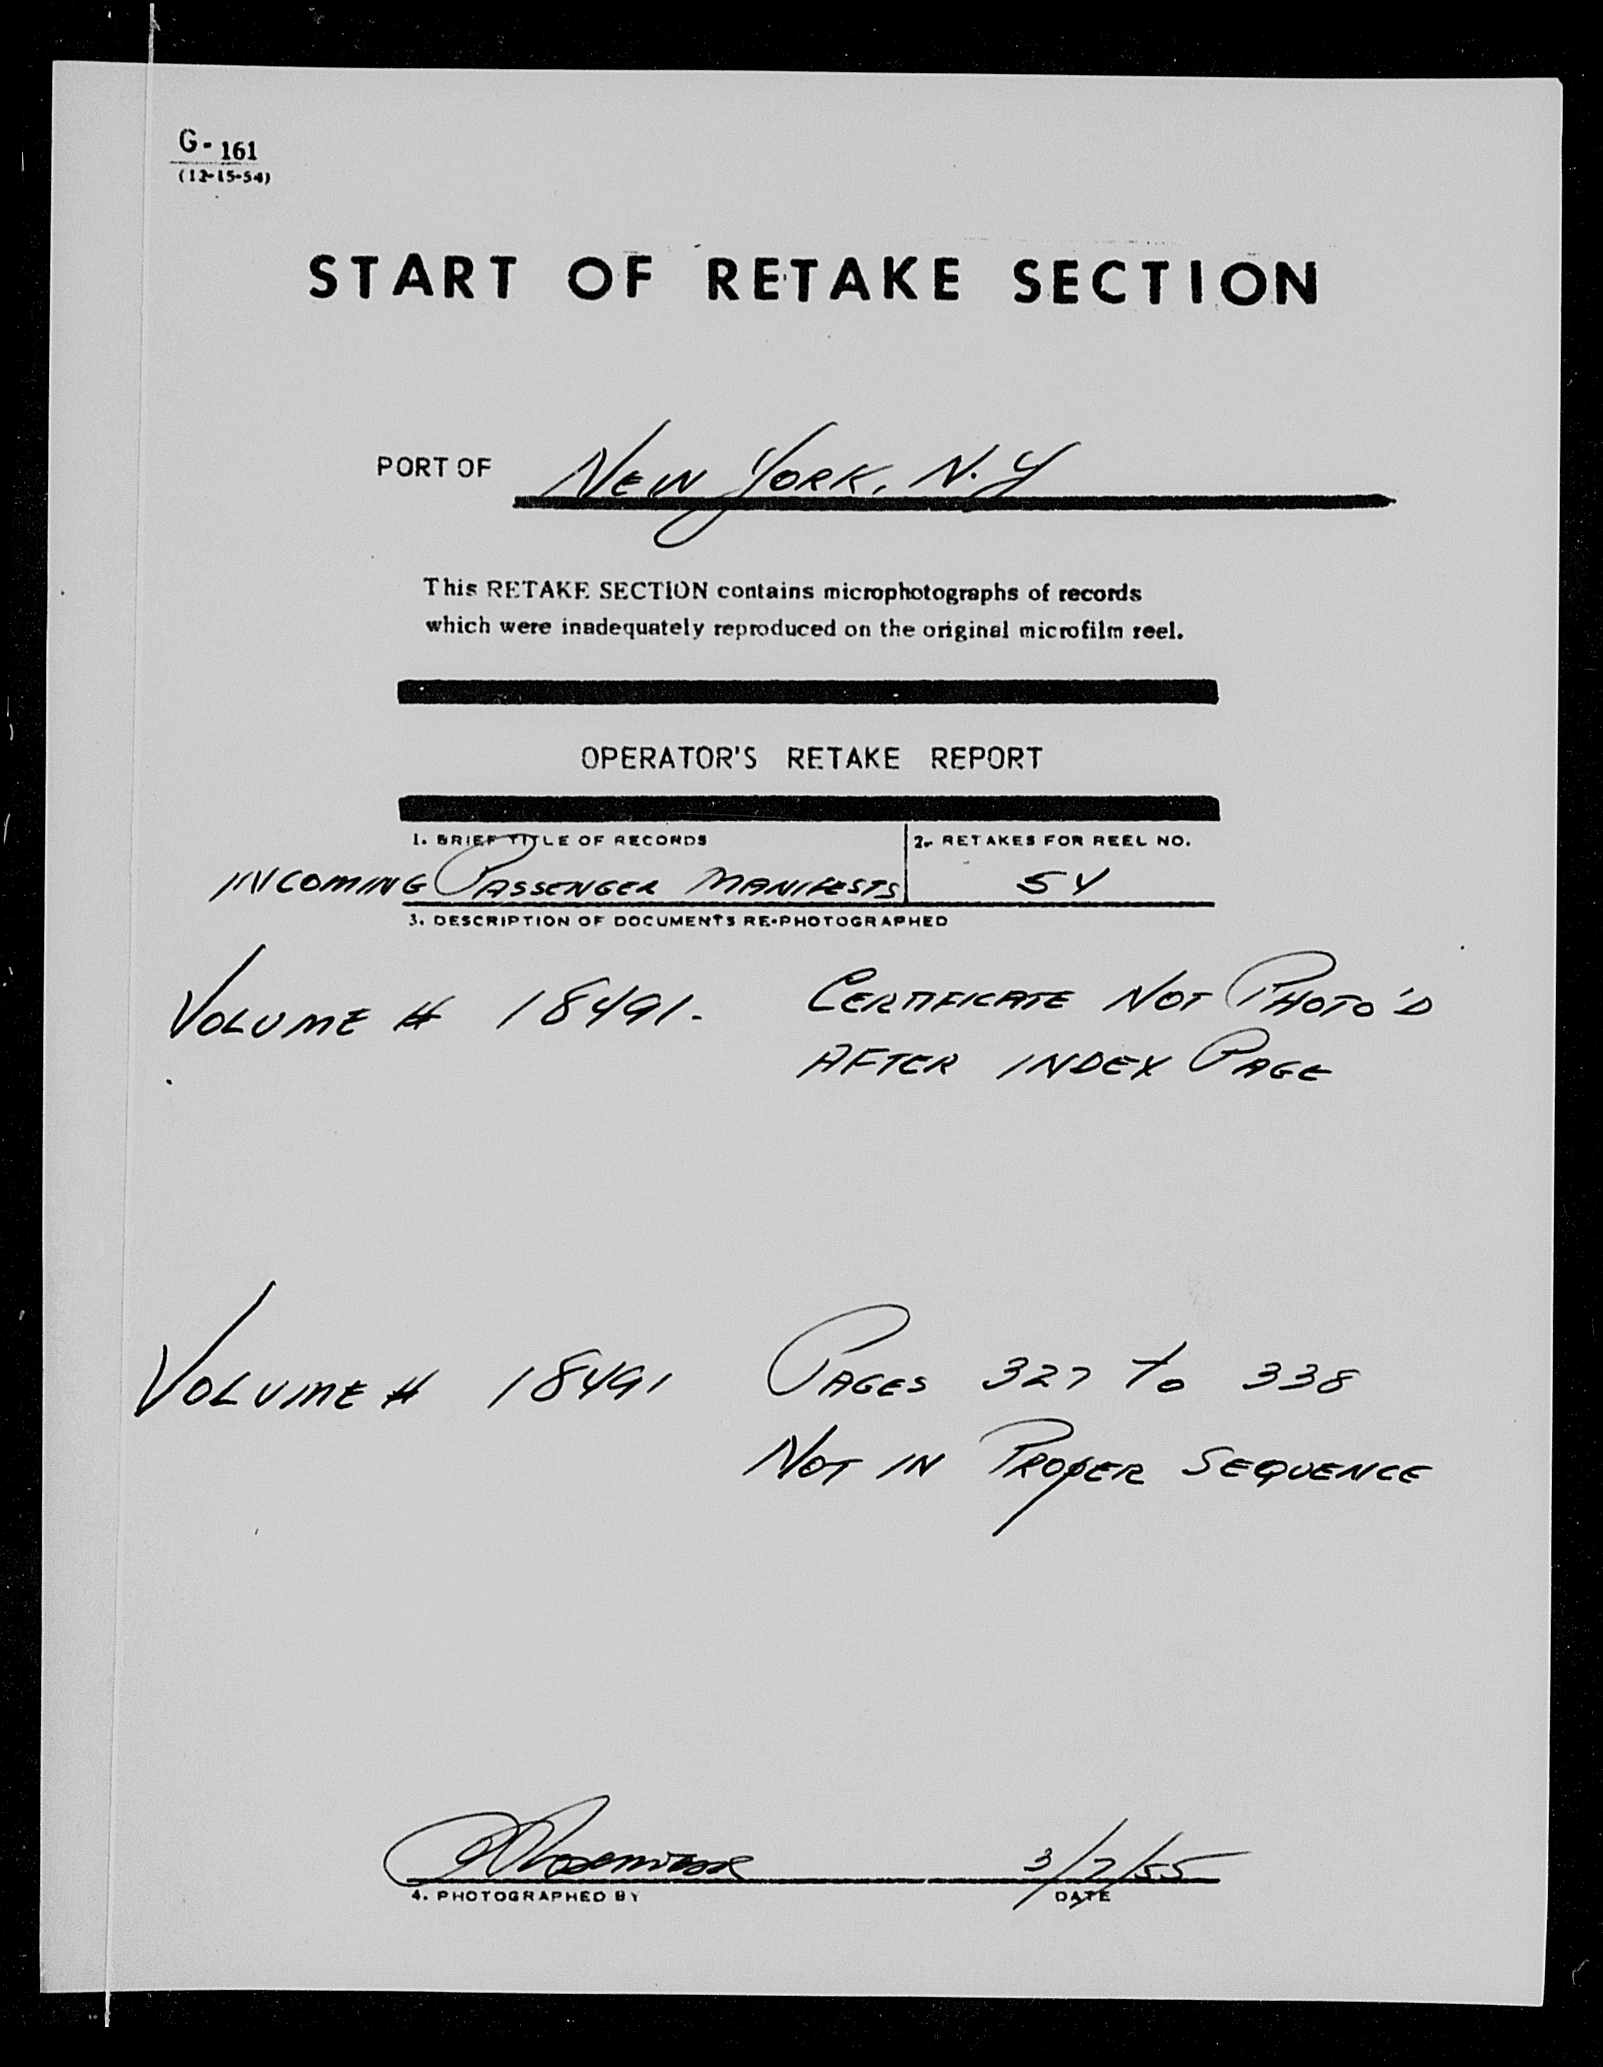 G-161
(12-15-54)
START OF RETAKE SECTION
PORT OF NEW YORK, N.Y
This RETAKE SECTION contains microphotographs of records
which were inadequately reproduced on the original microfilm reel.
OPERATOR'S RETAKE REPORT
1. BRIEF TITLE OF RECORDS 2. RETAKES FOR REEL NO.
INCOMING PASSENGER MANIFESTS 54
3. DESCRIPTION OF DOCUMENTS RE-PHOTOGRAPHED
VOLUME # 18491. CERTIFICATE NOT PHOTO'D
AFTER INDEX PAGE
VOLUME # 18491 PAGES 327 to 338
NOT IN PROPER SEQUENCE
3/7/55
4. PHOTOGRAPHED BY DATE